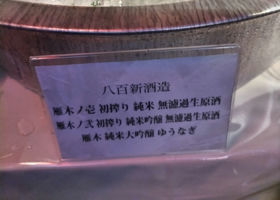 八百新酒造
雁木ノ壱 初搾り 純米 無濾過生原酒
雁木ノ弐 初搾り 純米吟醸 無濾過生原酒
雁木 純米大吟醸 ゆうなぎ